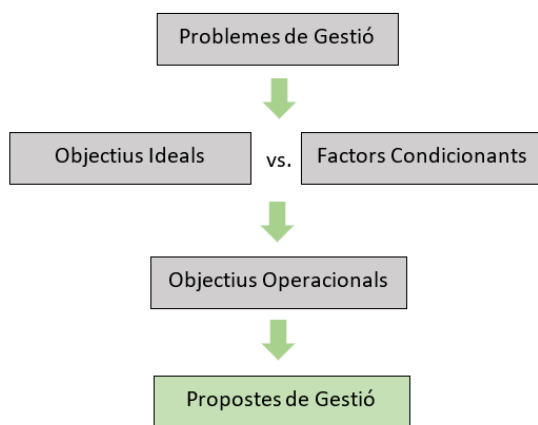 Problemes de Gestió
Objectius Ideals vs. Factors Condicionants
Objectius Operacionals
Propostes de Gestió